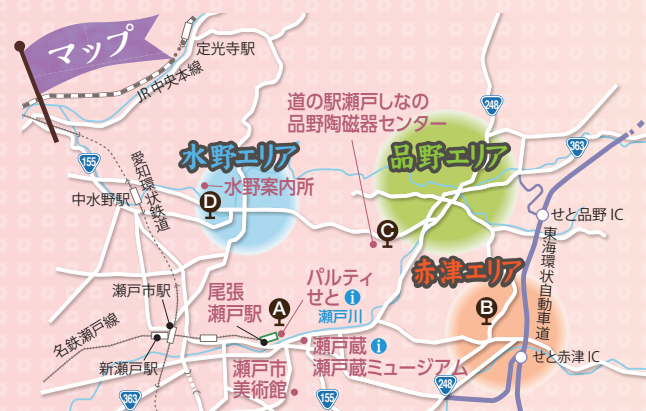 マップ
定光寺駅
JR中央本線
道の駅瀬戸しなの
品野陶磁器センター
248
363
155
愛知環状鉄道
水野エリア
品野エリア
中水野駅
水野案内所
D
C
せと品野IC
東海環状自動車道
赤津エリア
瀬戸市駅
尾張
瀬戸駅
A
パルティ
せと i
瀬戸川
B
名鉄瀬戸線
新瀬戸駅
瀬戸蔵 i
瀬戸蔵ミュージアム
せと赤津IC
瀬戸市
美術館
363
155
248